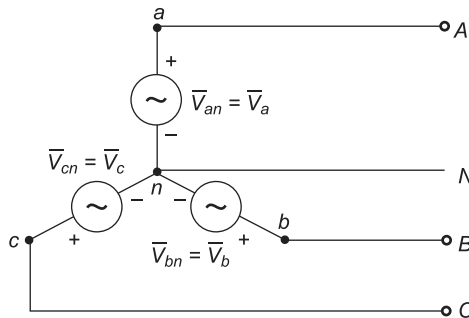 a
A
+
V̅an = V̅a
−
V̅cn = V̅c
n
N
−
−
c
+
V̅bn = V̅b
+
b
B
C